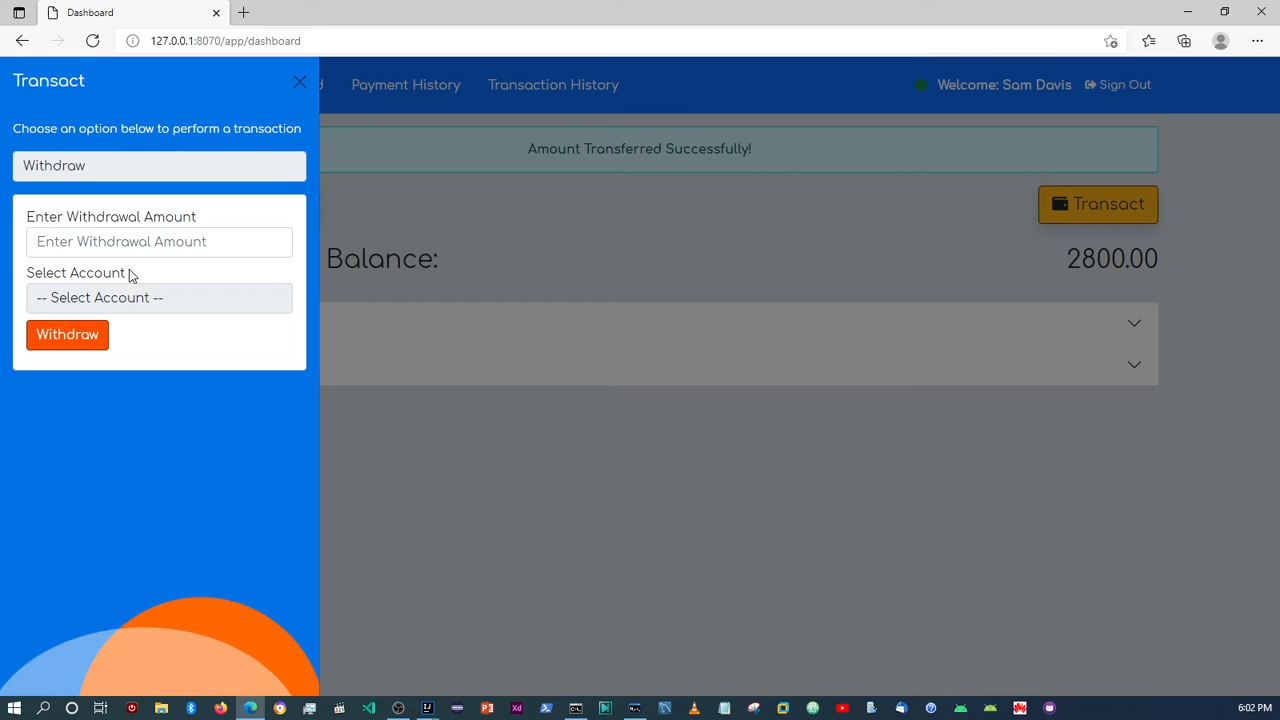 Dashboard
127.0.0.1:8070/app/dashboard
Transact
d Payment History Transaction History Welcome: Sam Davis Sign Out
Choose an option below to perform a transaction
Amount Transferred Successfully!
Withdraw
Transact
Enter Withdrawal Amount
Enter Withdrawal Amount
Balance: 2800.00
Select Account
-- Select Account --
Withdraw
6:02 PM